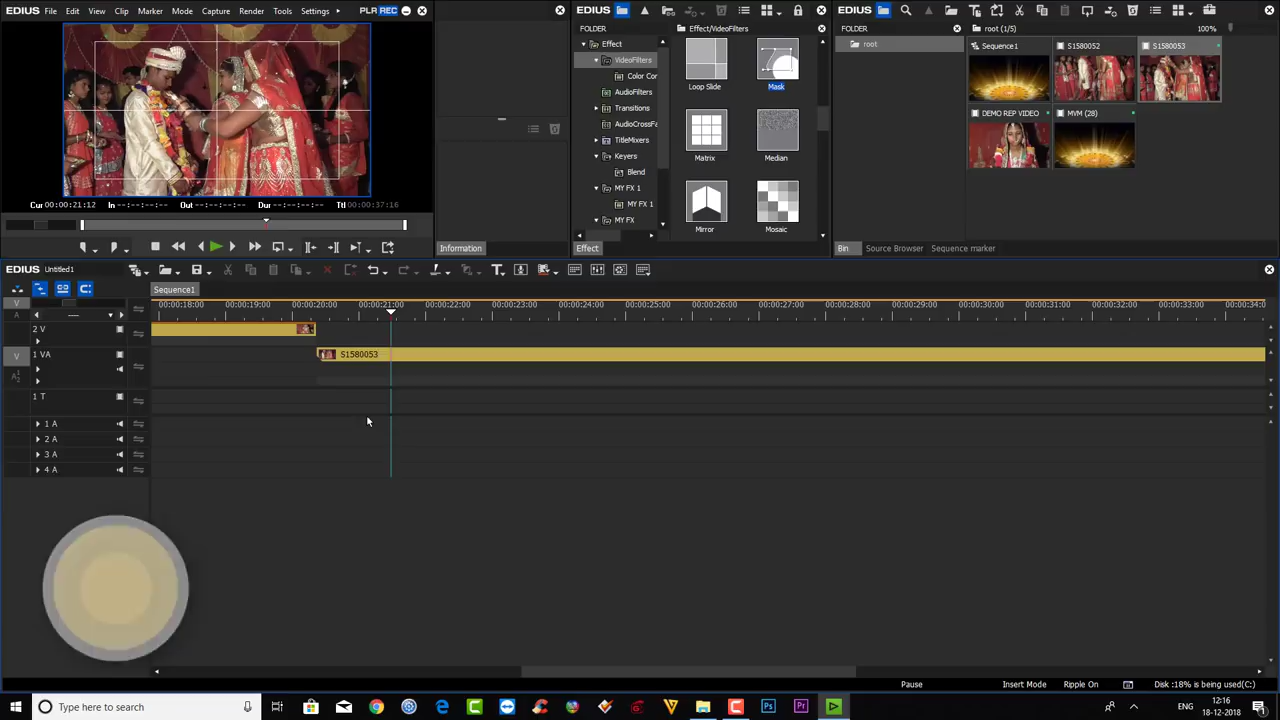 EDIUS File Edit View Clip Marker Mode Capture Render Tools Settings PLR REC
Cur 00:00:21:12 In --:--:--:-- Out --:--:--:-- Dur --:--:--:-- Ttl 00:00:37:16
Information
FOLDER Effect/VideoFilters
Effect
VideoFilters
Color Cor
AudioFilters
Transitions
AudioCrossFa
TitleMixers
Keyers
Blend
MY FX 1
MY FX 1
MY FX
Loop Slide Mask
Matrix Median
Mirror Mosaic
Effect
FOLDER root (1/5) 100%
root
Sequence1 S1580052 S1580053
DEMO REP VIDEO MVM (28)
Bin Source Browser Sequence marker
EDIUS Untitled1
Sequence1
V
A
00:00:18:00 00:00:19:00 00:00:20:00 00:00:21:00 00:00:22:00 00:00:23:00 00:00:24:00 00:00:25:00 00:00:26:00 00:00:27:00 00:00:28:00 00:00:29:00 00:00:30:00 00:00:31:00 00:00:32:00 00:00:33:00 00:00:34:0
2 V
V 1 VA S1580053
1 T
1 A
2 A
3 A
4 A
Pause Insert Mode Ripple On Disk :18% is being used(C:)
Type here to search
ENG 12:16
18-12-2018